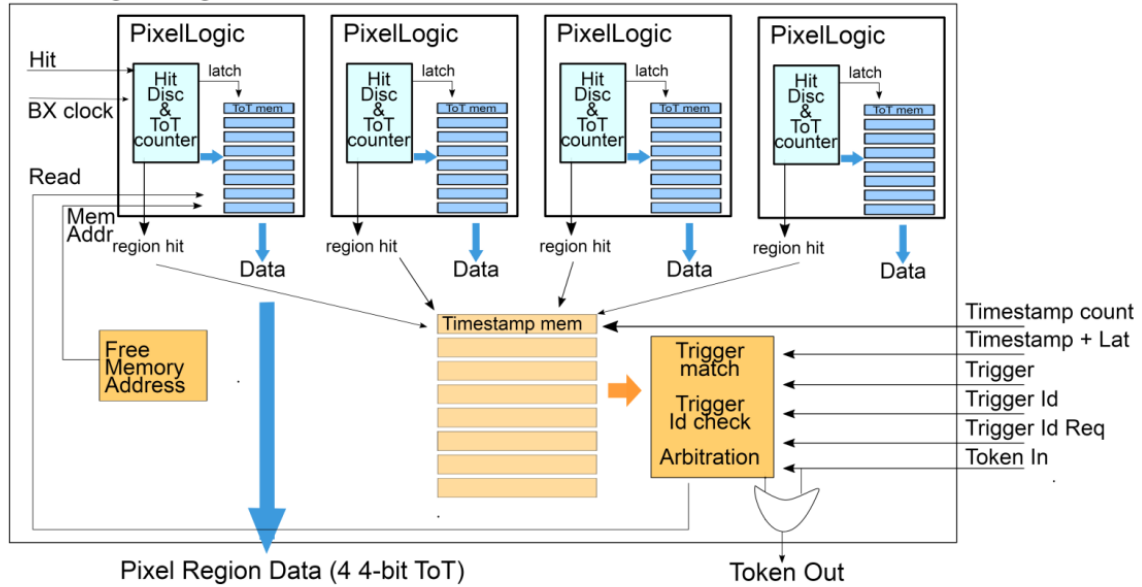 PixelLogic
PixelLogic
PixelLogic
PixelLogic
Hit
BX clock
Read
Mem
Addr
Hit
Disc
&
ToT
counter
latch
ToT mem
region hit
Data
Hit
Disc
&
ToT
counter
latch
ToT mem
region hit
Data
Hit
Disc
&
ToT
counter
latch
ToT mem
region hit
Data
Hit
Disc
&
ToT
counter
latch
ToT mem
region hit
Data
Free
Memory
Address
Timestamp mem
Trigger
match
Trigger
Id check
Arbitration
Timestamp count
Timestamp + Lat
Trigger
Trigger Id
Trigger Id Req
Token In
Pixel Region Data (4 4-bit ToT)
Token Out